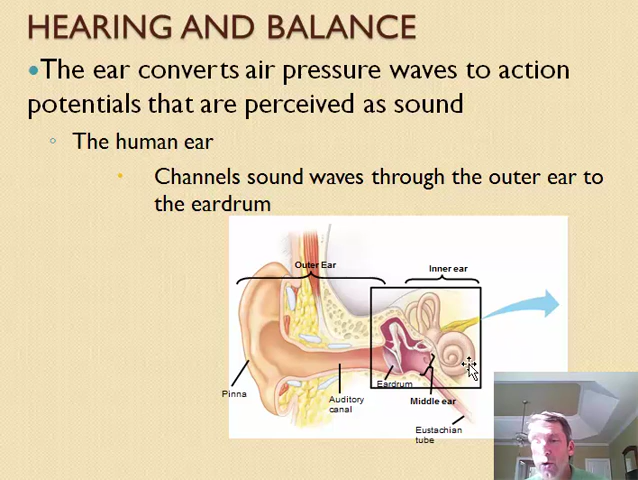 HEARING AND BALANCE
•The ear converts air pressure waves to action
potentials that are perceived as sound
◦ The human ear
• Channels sound waves through the outer ear to
the eardrum
Outer Ear
Inner ear
Pinna
Auditory
canal
Eardrum
Middle ear
Eustachian
tube